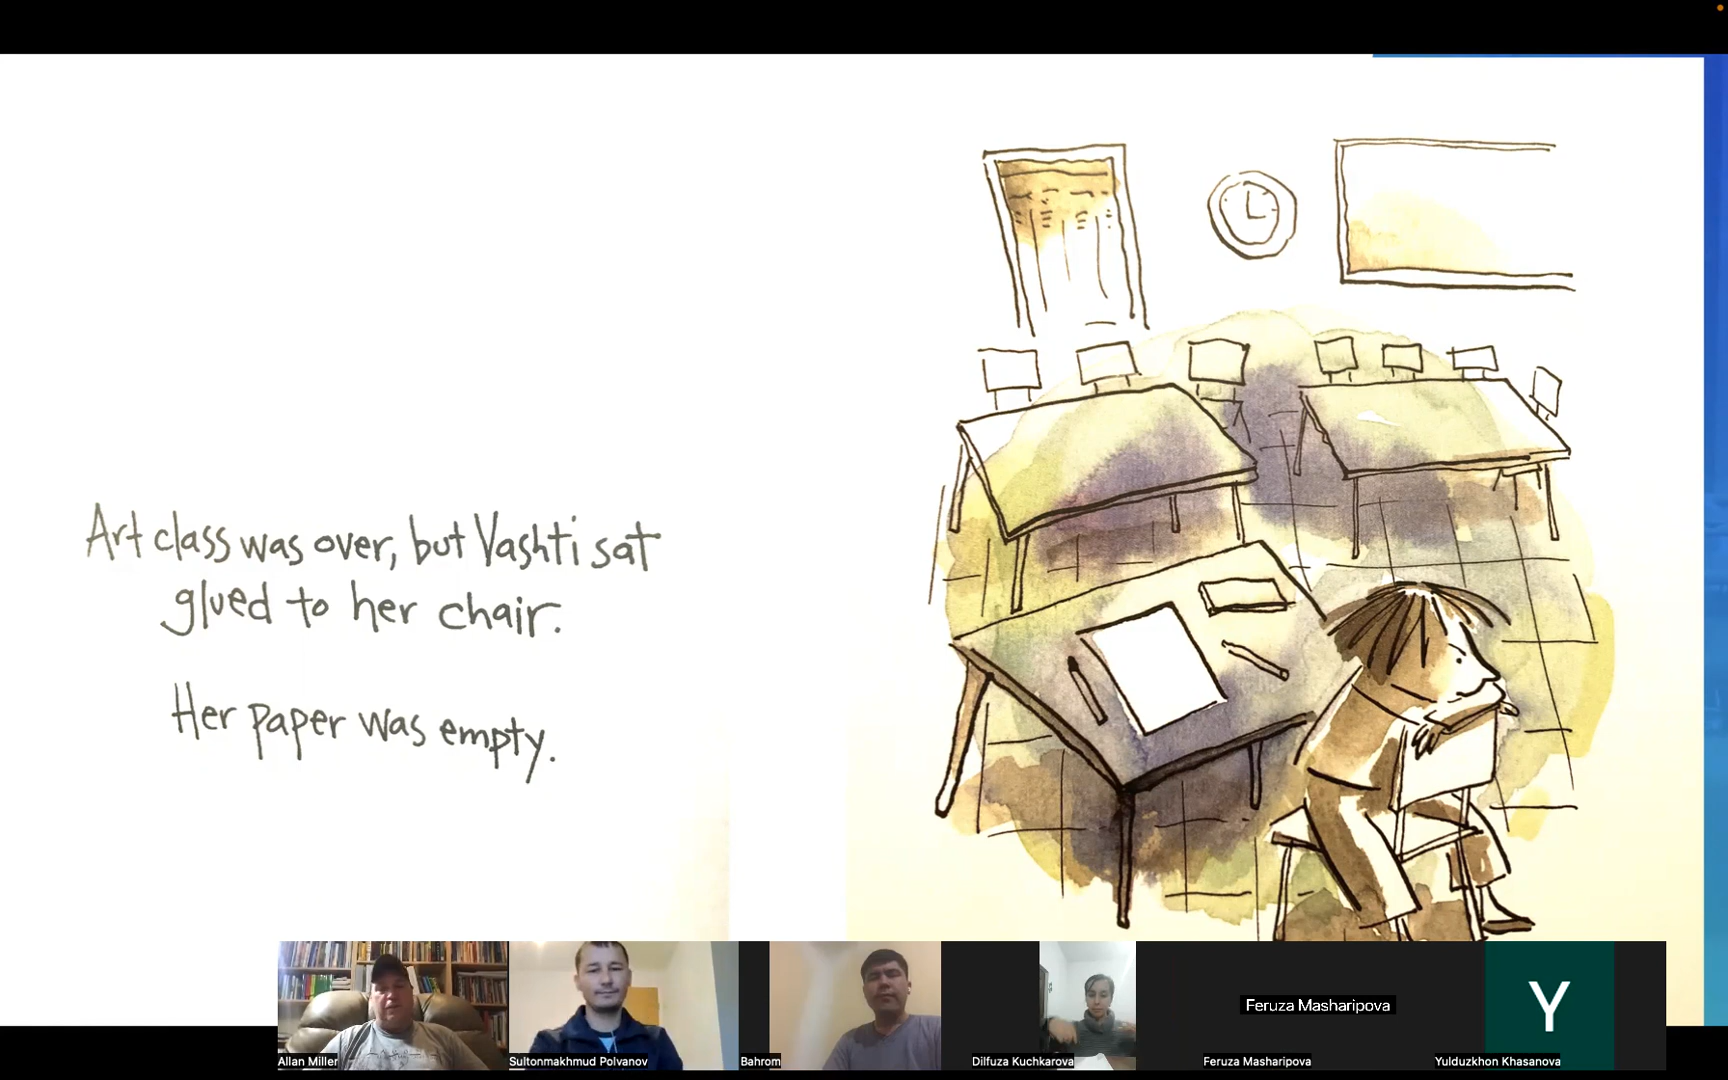 Art class was over, but Vashti sat
glued to her chair.
Her paper was empty.
Feruza Masharipova
Y
Allan Miller
Sultonmakhmud Polvanov
Bahrom
Dilfuza Kuchkarova
Feruza Masharipova
Yulduzkhon Khasanova